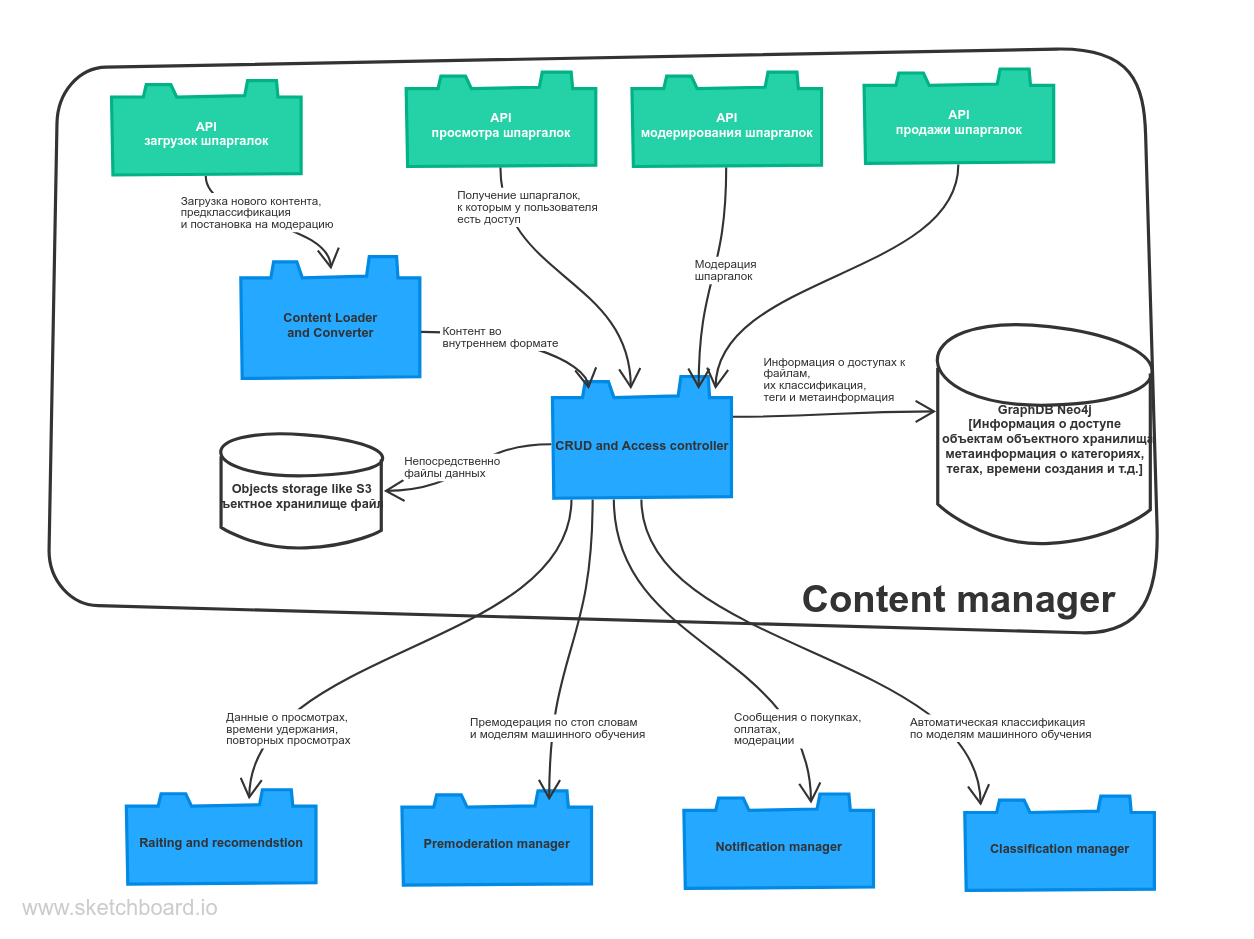 API
загрузок шпаргалок
API
просмотра шпаргалок
API
модерирования шпаргалок
API
продажи шпаргалок
Загрузка нового контента,
предклассификация
и постановка на модерацию
Получение шпаргалок,
к которым у пользователя
есть доступ
Модерация
шпаргалок
Content Loader
and Converter
Контент во
внутреннем формате
Информация о доступах к
файлам,
их классификация,
теги и метаинформация
CRUD and Access controller
GraphDB Neo4j
[Информация о доступе
объектам объектного хранилища
метаинформация о категориях,
тегах, времени создания и т.д.]
Непосредственно
файлы данных
Objects storage like S3
ъектное хранилище файл
Content manager
Данные о просмотрах,
времени удержания,
повторных просмотрах
Премодерация по стоп словам
и моделям машинного обучения
Сообщения о покупках,
оплатах,
модерации
Автоматическая классификация
по моделям машинного обучения
Raiting and recomendstion
Premoderation manager
Notification manager
Classification manager
www.sketchboard.io